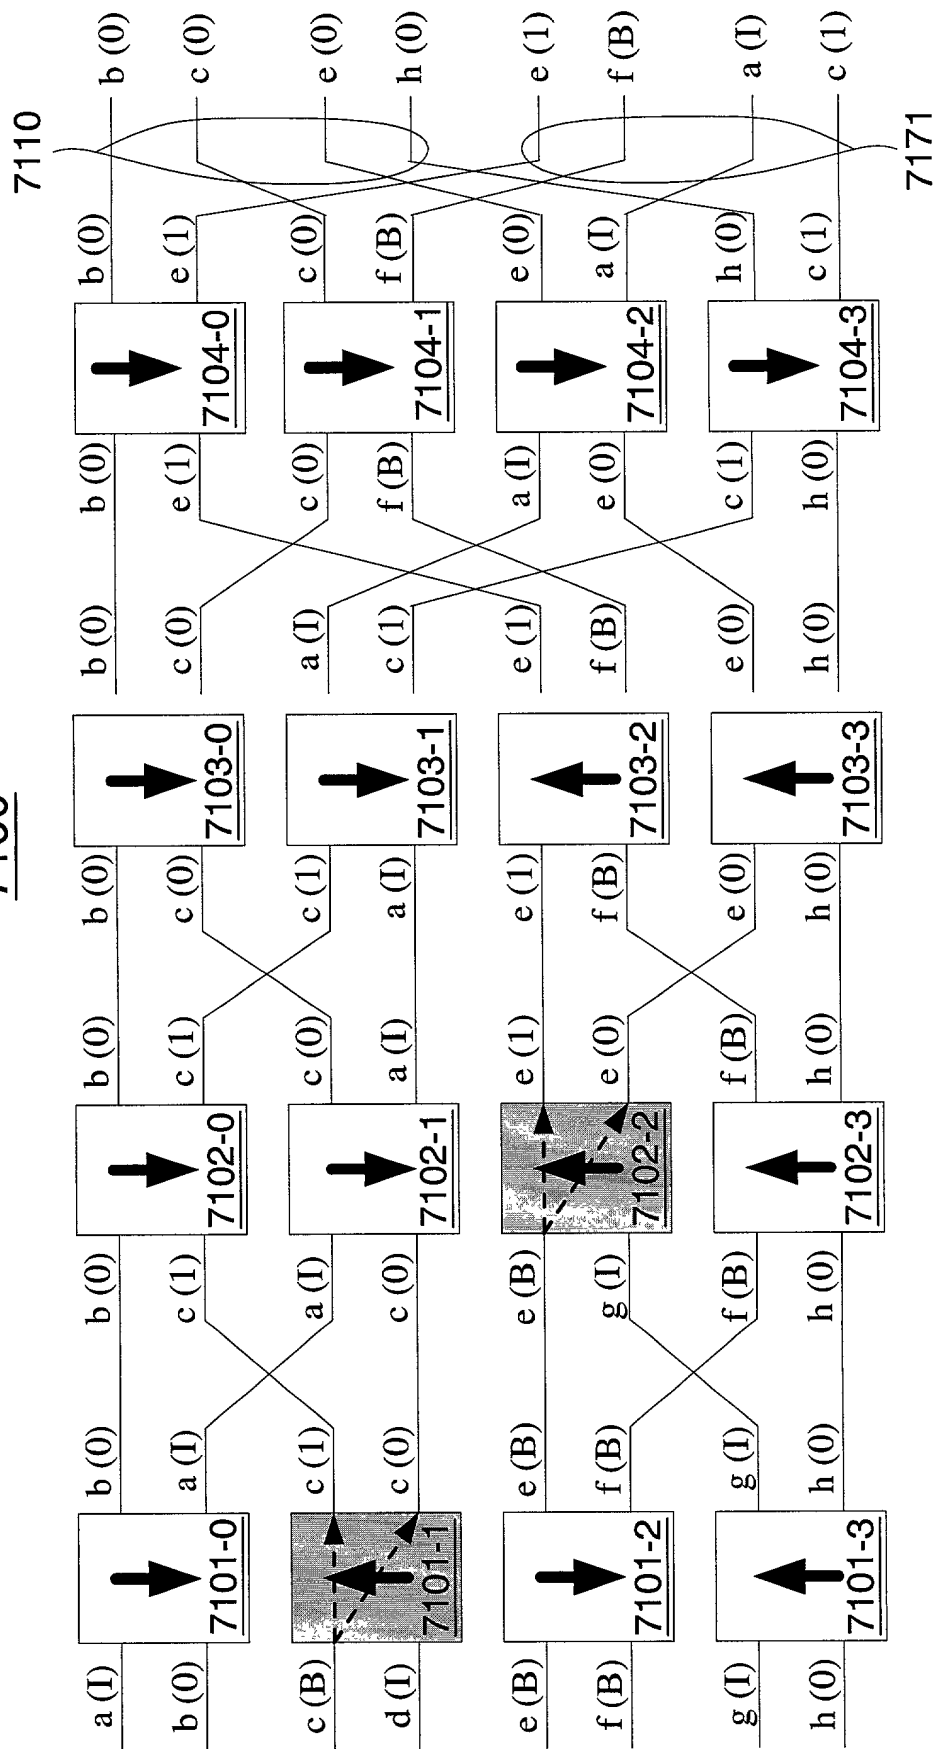 7110
a (I) b (0) b (0) b (0) b (0) b (0) b (0) b (0) b (0)
b (0) a (I) c (1) c (1) c (0) c (0) e (1) e (1) c (0)
7101-0 7102-0 7103-0 7104-0
c (B) c (1) a (I) c (0) c (1) a (I) c (0) c (0) e (0)
d (I) c (0) c (0) a (I) a (I) c (1) f (B) f (B) h (0)
7101-1 7102-1 7103-1 7104-1
e (B) e (B) e (B) e (1) e (1) e (1) a (I) e (0) e (1)
f (B) f (B) g (I) e (0) f (B) f (B) e (0) a (I) f (B)
7101-2 7102-2 7103-2 7104-2
g (I) g (I) f (B) f (B) e (0) e (0) c (1) h (0) a (I)
h (0) h (0) h (0) h (0) h (0) h (0) h (0) c (1) c (1)
7101-3 7102-3 7103-3 7104-3
7171